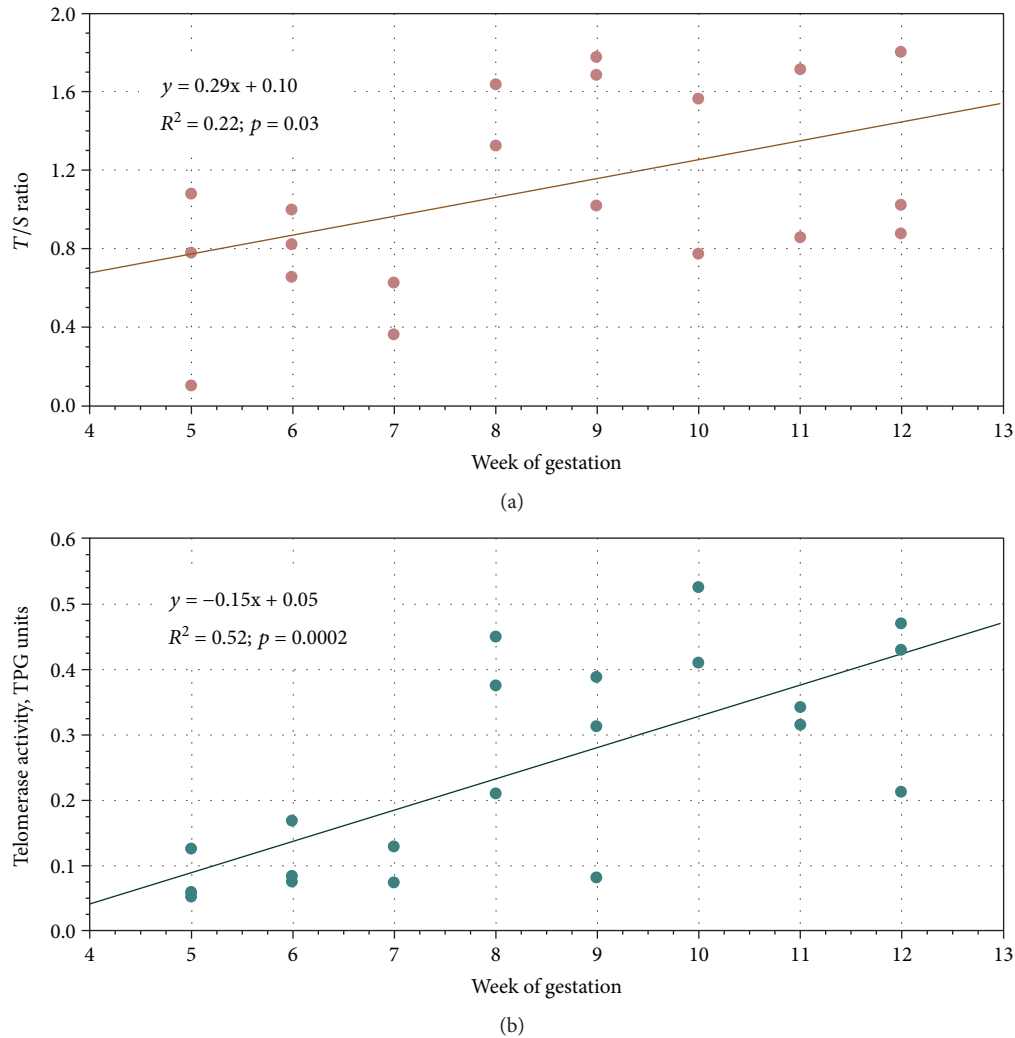 2.0
1.6
1.2
0.8
0.4
0.0
T/S ratio
y = 0.29x + 0.10
R² = 0.22; p = 0.03
4 5 6 7 8 9 10 11 12 13
Week of gestation
(a)
0.6
0.5
0.4
0.3
0.2
0.1
0.0
Telomerase activity, TPG units
y = −0.15x + 0.05
R² = 0.52; p = 0.0002
4 5 6 7 8 9 10 11 12 13
Week of gestation
(b)